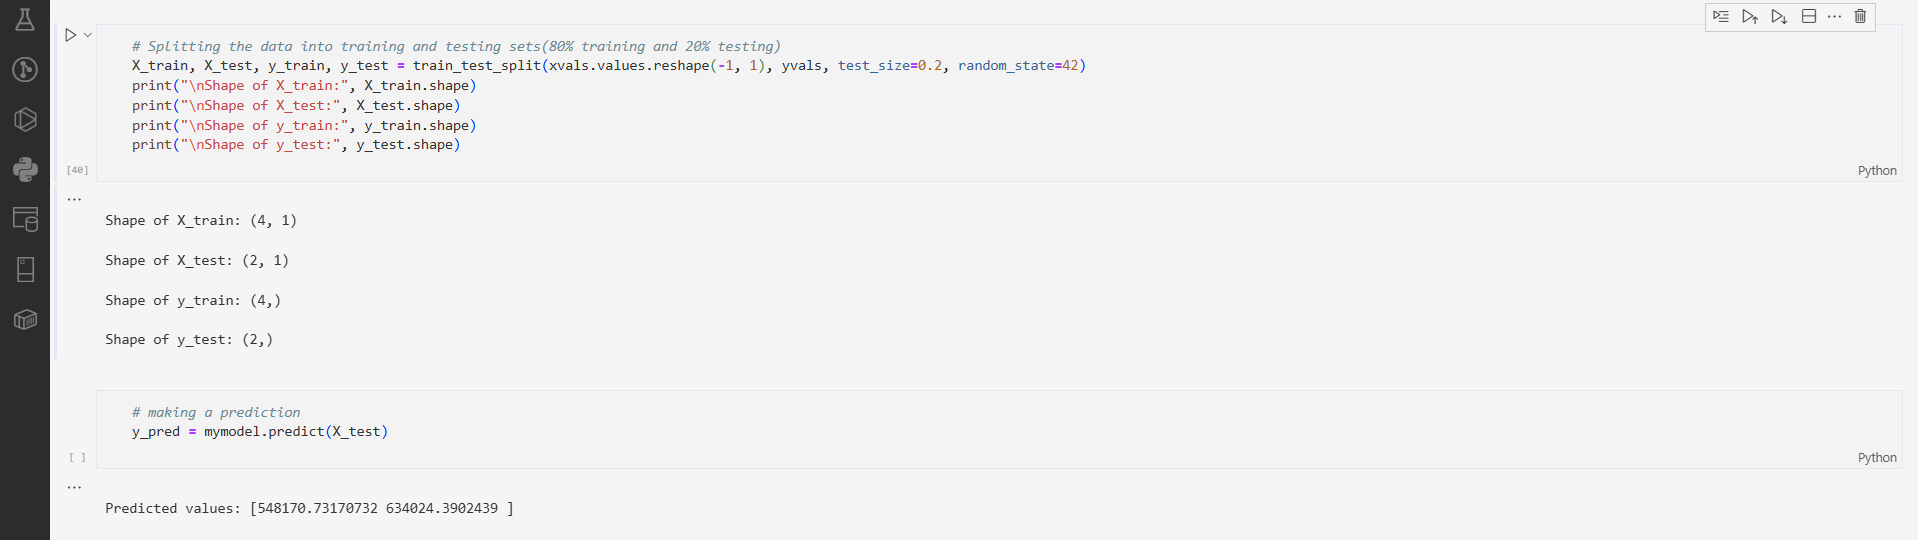 # Splitting the data into training and testing sets(80% training and 20% testing)
X_train, X_test, y_train, y_test = train_test_split(xvals.values.reshape(-1, 1), yvals, test_size=0.2, random_state=42)
print("\nShape of X_train:", X_train.shape)
print("\nShape of X_test:", X_test.shape)
print("\nShape of y_train:", y_train.shape)
print("\nShape of y_test:", y_test.shape)
[40]
Python
...
Shape of X_train: (4, 1)
Shape of X_test: (2, 1)
Shape of y_train: (4,)
Shape of y_test: (2,)
# making a prediction
y_pred = mymodel.predict(X_test)
[ ]
Python
...
Predicted values: [548170.73170732 634024.3902439 ]